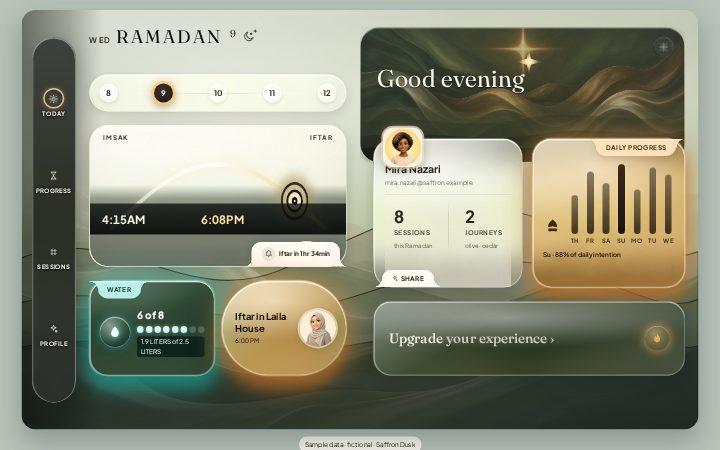 WED RAMADAN 9
8 9 10 11 12
IMSAK IFTAR
4:15AM 6:08PM
Iftar in 1hr 34min
TODAY
PROGRESS
SESSIONS
PROFILE
WATER
6 of 8
1.9 LITERS of 2.5
LITERS
Iftar in Laila
House
6:00 PM
Good evening
Mira Nazari
mira.nazari@saffron.example
8 2
SESSIONS JOURNEYS
this Ramadan olive · cedar
SHARE
DAILY PROGRESS
TH FR SA SU MO TU WE
Su · 88% of daily intention
Upgrade your experience ›
Sample data · fictional · Saffron Dusk